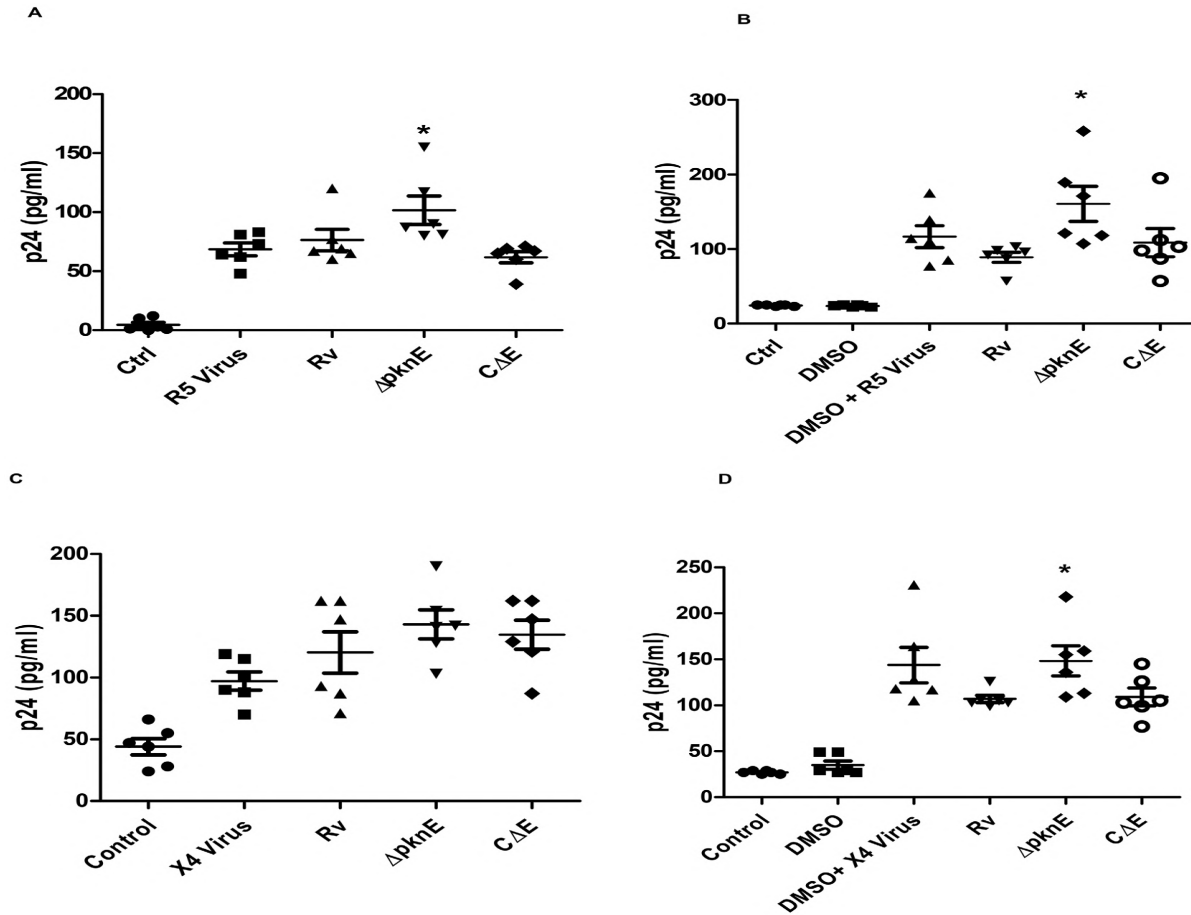 A
p24 (pg/ml)
200
150
100
50
0
*
Ctrl
R5 Virus
Rv
ΔpknE
CΔE
B
p24 (pg/ml)
300
200
100
0
*
Ctrl
DMSO
DMSO + R5 Virus
Rv
ΔpknE
CΔE
C
p24 (pg/ml)
200
150
100
50
0
Control
X4 Virus
Rv
ΔpknE
CΔE
D
p24 (pg/ml)
250
200
150
100
50
0
*
Control
DMSO
DMSO+ X4 Virus
Rv
ΔpknE
CΔE